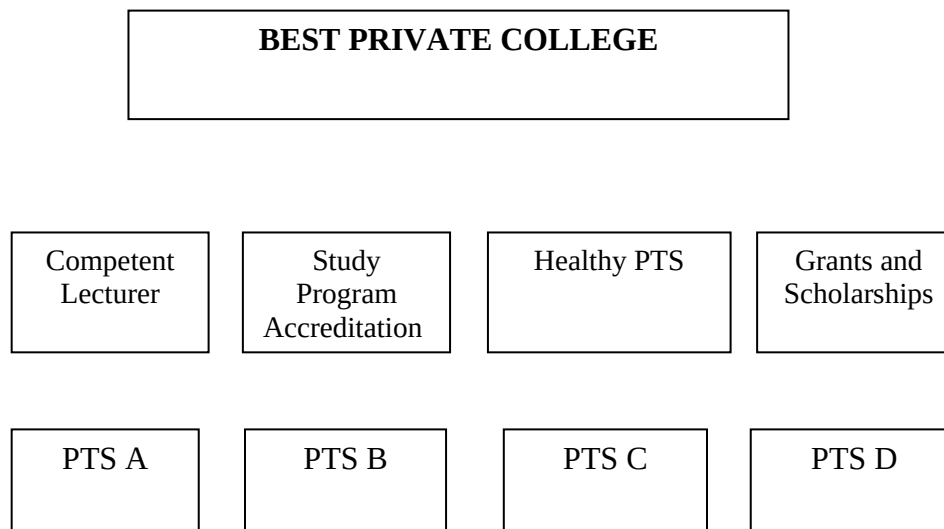 BEST PRIVATE COLLEGE
Competent
Lecturer
Study
Program
Accreditation
Healthy PTS
Grants and
Scholarships
PTS A
PTS B
PTS C
PTS D